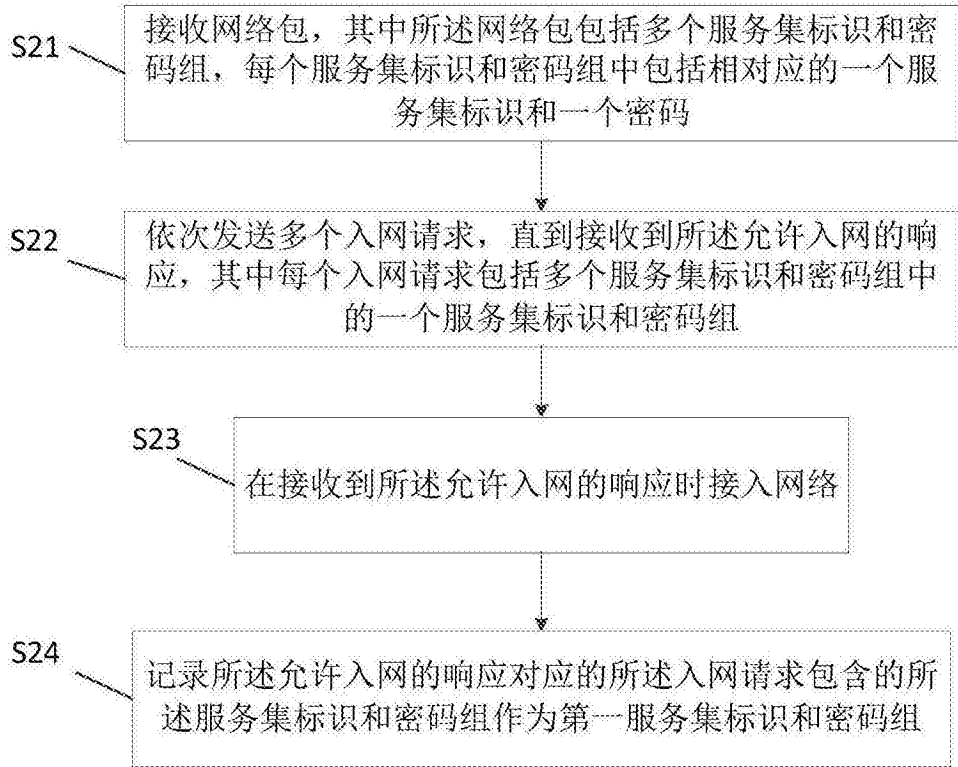 S21
接收网络包，其中所述网络包包括多个服务集标识和密
码组，每个服务集标识和密码组中包括相对应的一个服
务集标识和一个密码
S22
依次发送多个入网请求，直到接收到所述允许入网的响
应，其中每个入网请求包括多个服务集标识和密码组中
的一个服务集标识和密码组
S23
在接收到所述允许入网的响应时接入网络
S24
记录所述允许入网的响应对应的所述入网请求包含的所
述服务集标识和密码组作为第一服务集标识和密码组